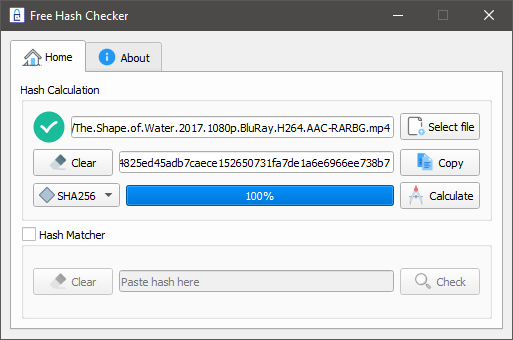 Free Hash Checker
Home
About
Hash Calculation
/The.Shape.of.Water.2017.1080p.BluRay.H264.AAC-RARBG.mp4
Select file
Clear
4825ed45adb7caece152650731fa7de1a6e6966ee738b7
Copy
SHA256
100%
Calculate
Hash Matcher
Clear
Paste hash here
Check